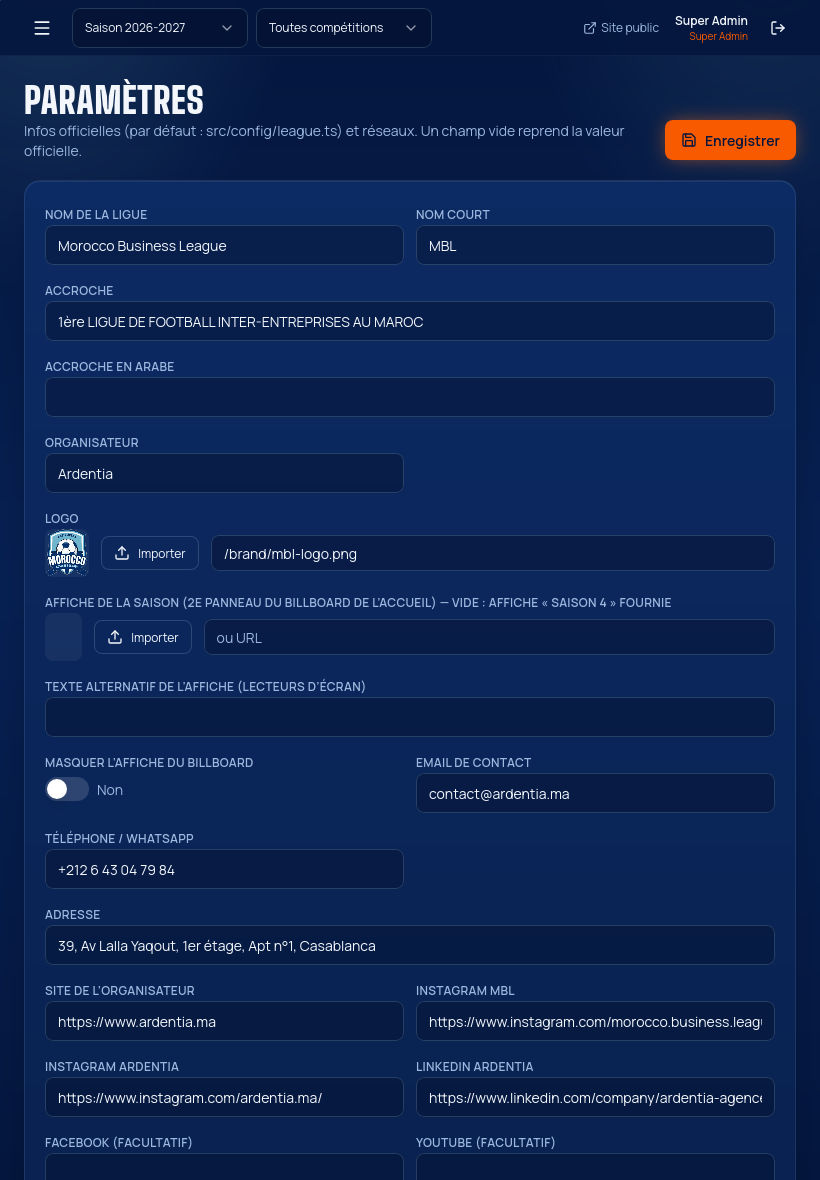 Saison 2026-2027
Toutes compétitions
Site public
Super Admin
Super Admin
PARAMÈTRES
Infos officielles (par défaut : src/config/league.ts) et réseaux. Un champ vide reprend la valeur
officielle.
Enregistrer
NOM DE LA LIGUE
NOM COURT
Morocco Business League
MBL
ACCROCHE
1ère LIGUE DE FOOTBALL INTER-ENTREPRISES AU MAROC
ACCROCHE EN ARABE
ORGANISATEUR
Ardentia
LOGO
MOROCCO
Importer
/brand/mbl-logo.png
AFFICHE DE LA SAISON (2E PANNEAU DU BILLBOARD DE L'ACCUEIL) — VIDE : AFFICHE « SAISON 4 » FOURNIE
Importer
ou URL
TEXTE ALTERNATIF DE L'AFFICHE (LECTEURS D'ÉCRAN)
MASQUER L'AFFICHE DU BILLBOARD
EMAIL DE CONTACT
Non
contact@ardentia.ma
TÉLÉPHONE / WHATSAPP
+212 6 43 04 79 84
ADRESSE
39, Av Lalla Yaqout, 1er étage, Apt n°1, Casablanca
SITE DE L'ORGANISATEUR
INSTAGRAM MBL
https://www.ardentia.ma
https://www.instagram.com/morocco.business.leagu
INSTAGRAM ARDENTIA
LINKEDIN ARDENTIA
https://www.instagram.com/ardentia.ma/
https://www.linkedin.com/company/ardentia-agence
FACEBOOK (FACULTATIF)
YOUTUBE (FACULTATIF)